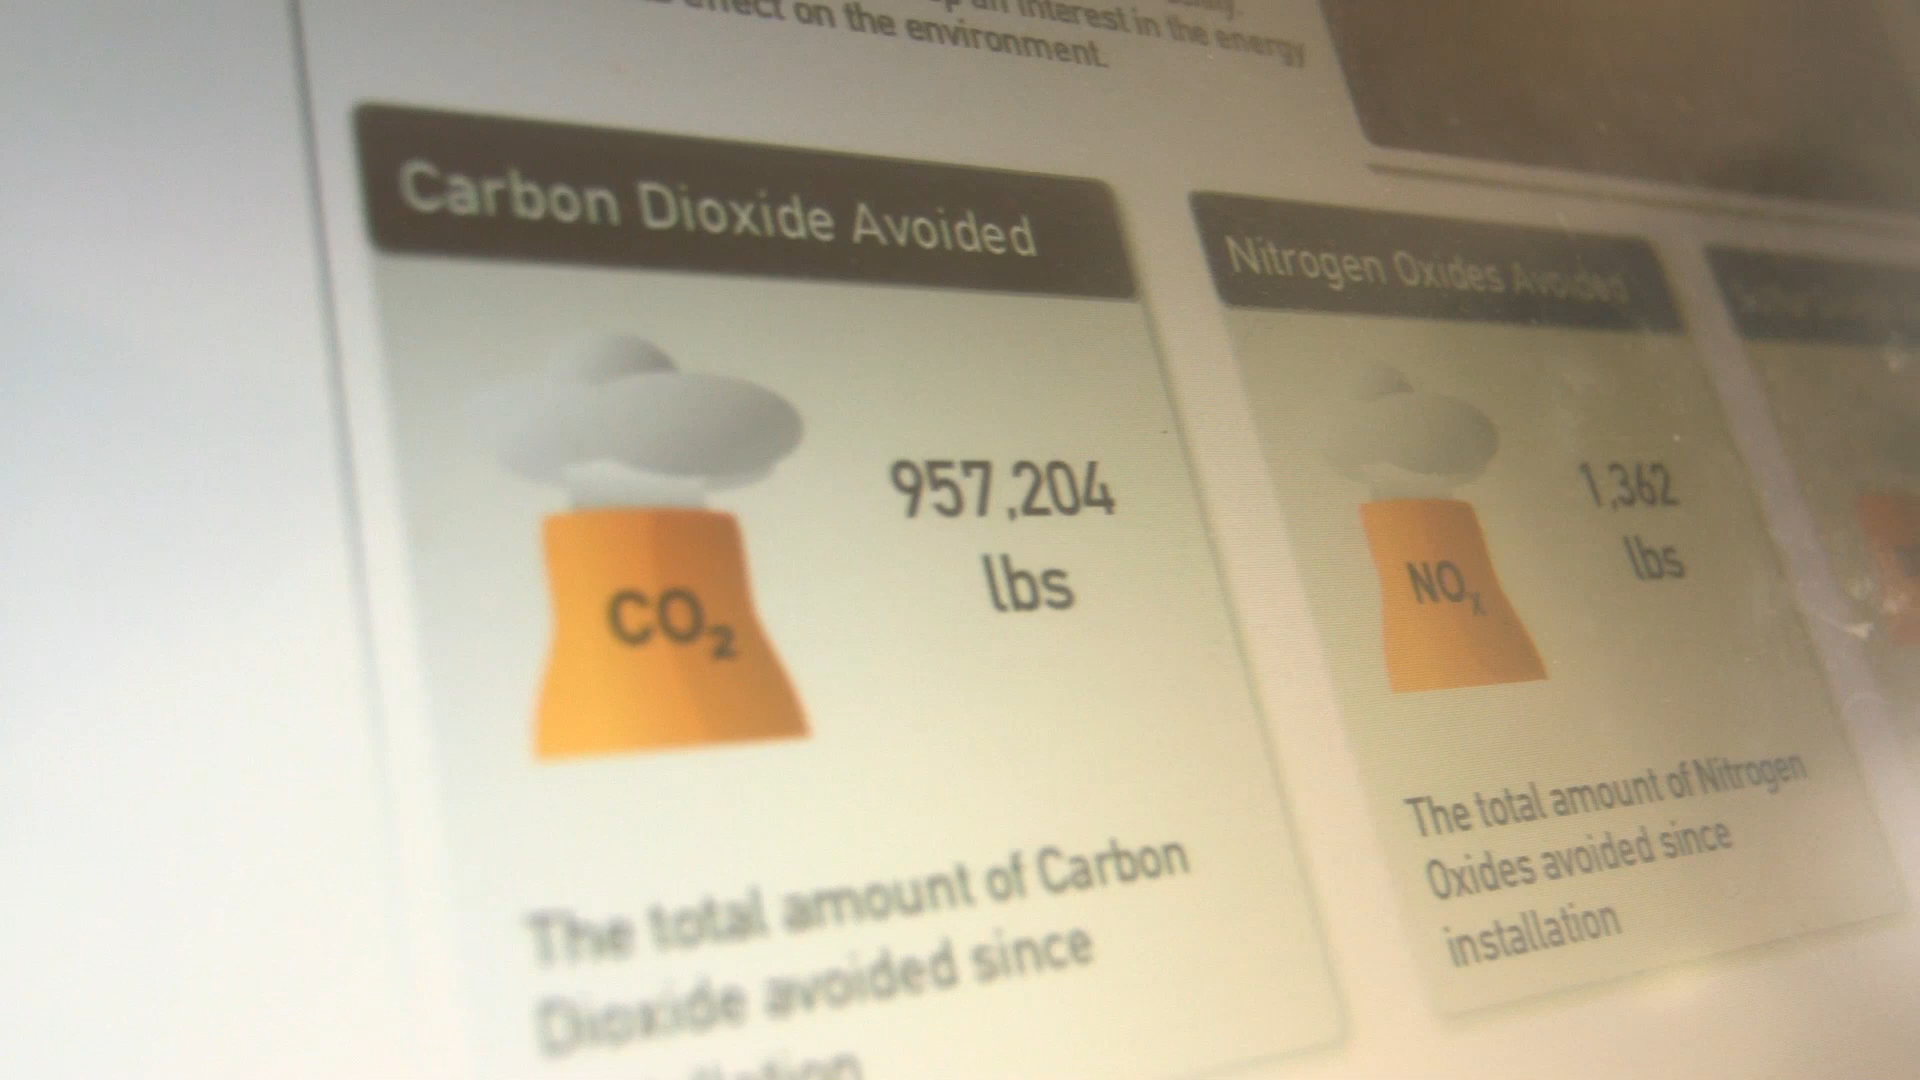 an interest in the energy
effect on the environment.
Carbon Dioxide Avoided
957,204
lbs
CO₂
The total amount of Carbon
Dioxide avoided since
Nitrogen Oxides Avoided
1,362
lbs
NOₓ
The total amount of Nitrogen
Oxides avoided since
installation